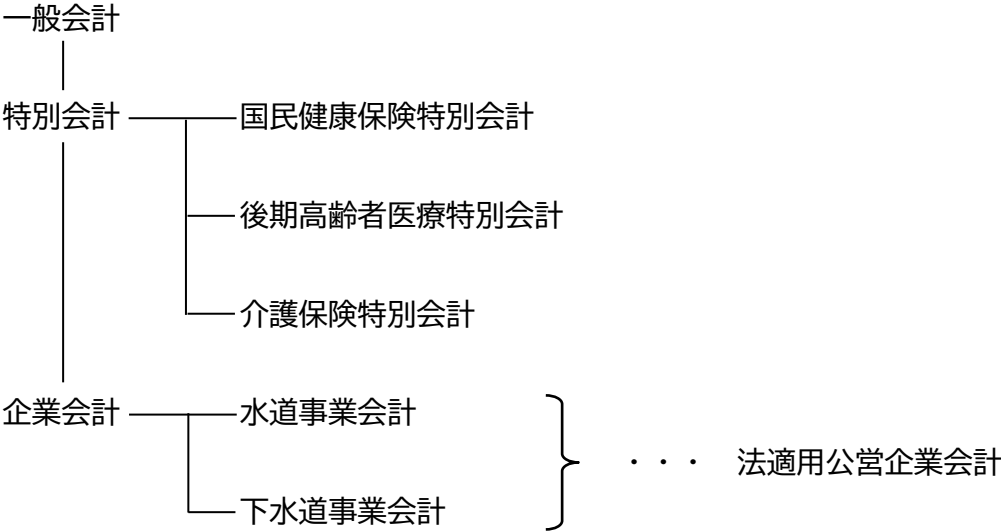 一般会計
特別会計
国民健康保険特別会計
後期高齢者医療特別会計
介護保険特別会計
企業会計
水道事業会計
下水道事業会計
・・・ 法適用公営企業会計